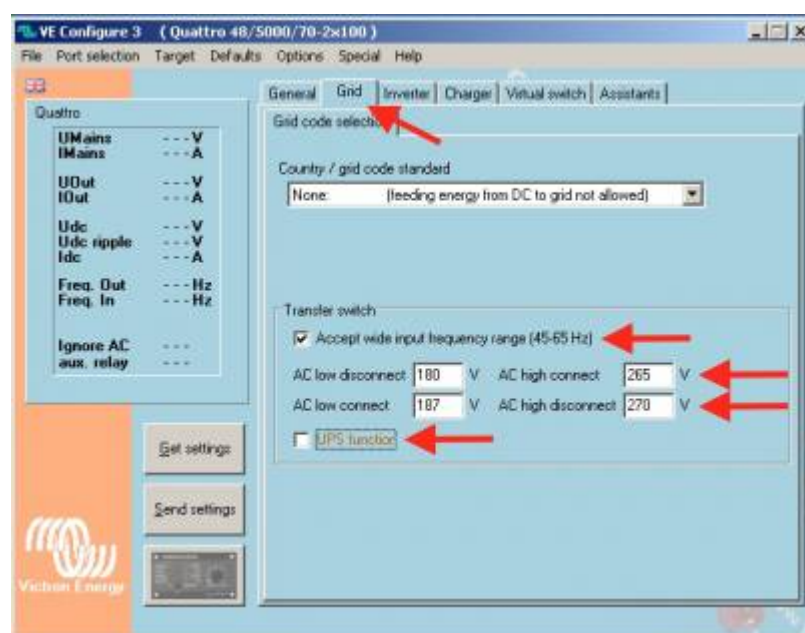 VE Configure 3 ( Quattro 48/5000/70-2x100 )
File Port selection Target Defaults Options Special Help
General Grid Inverter Charger Virtual switch Assistants
Quattro
Grid code selection
UMains - - - V
IMains - - - A
UOut - - - V
IOut - - - A
Udc - - - V
Udc ripple - - - V
Idc - - - A
Freq. Out - - - Hz
Freq. In - - - Hz
Ignore AC - - -
aux. relay - - -
Country / grid code standard
None: (feeding energy from DC to grid not allowed)
Transfer switch
Accept wide input frequency range (45-65 Hz)
AC low disconnect 180 V AC high connect 265 V
AC low connect 187 V AC high disconnect 270 V
UPS function
Get settings
Send settings
Victron Energy